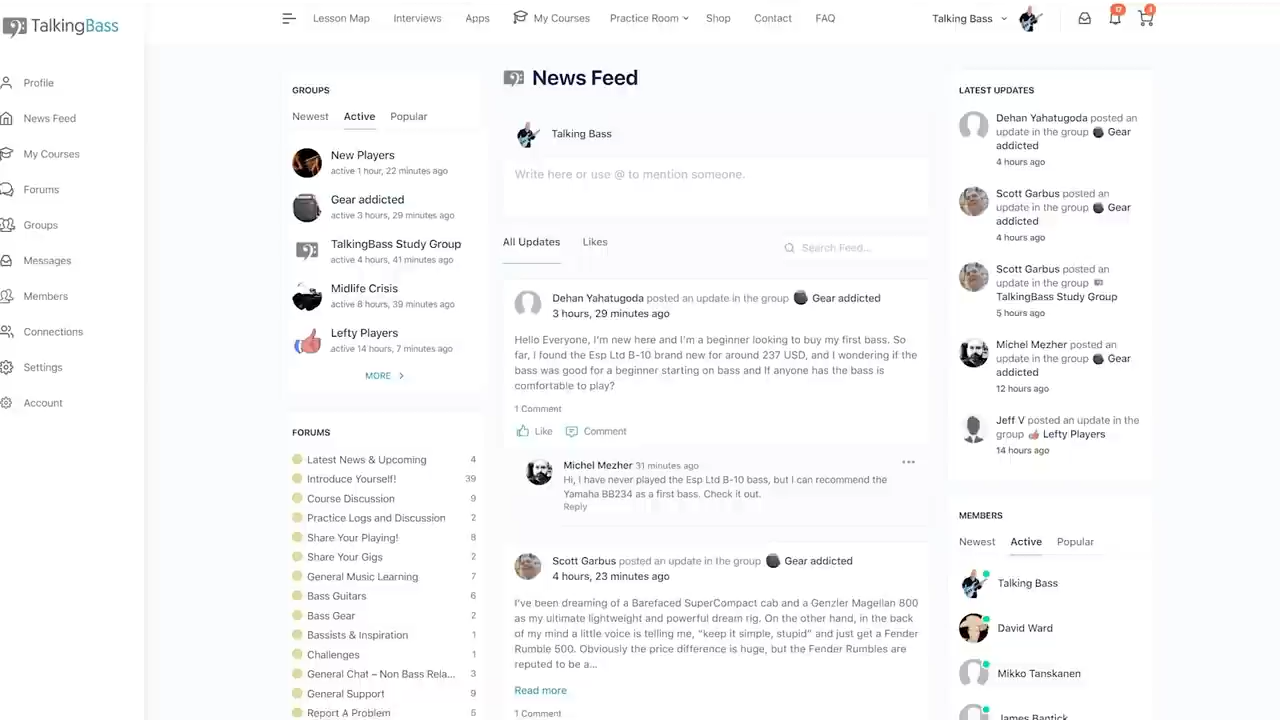 TalkingBass
Lesson Map
Interviews
Apps
My Courses
Practice Room
Shop
Contact
FAQ
Talking Bass
17
1
Profile
News Feed
My Courses
Forums
Groups
Messages
Members
Connections
Settings
Account
GROUPS
Newest Active Popular
New Players
active 1 hour, 22 minutes ago
Gear addicted
active 3 hours, 29 minutes ago
TalkingBass Study Group
active 4 hours, 41 minutes ago
Midlife Crisis
active 8 hours, 39 minutes ago
Lefty Players
active 14 hours, 7 minutes ago
MORE
FORUMS
Latest News & Upcoming 4
Introduce Yourself! 39
Course Discussion 9
Practice Logs and Discussion 2
Share Your Playing! 8
Share Your Gigs 2
General Music Learning 7
Bass Guitars 6
Bass Gear 2
Bassists & Inspiration 1
Challenges 1
General Chat – Non Bass Rela... 3
General Support 9
Report A Problem 5
News Feed
Talking Bass
Write here or use @ to mention someone.
All Updates Likes
Search Feed...
Dehan Yahatugoda posted an update in the group Gear addicted
3 hours, 29 minutes ago
Hello Everyone, I'm new here and I'm a beginner looking to buy my first bass. So
far, I found the Esp Ltd B-10 brand new for around 237 USD, and I wondering if the
bass was good for a beginner starting on bass and If anyone has the bass is
comfortable to play?
1 Comment
Like Comment
Michel Mezher 31 minutes ago
Hi, I have never played the Esp Ltd B-10 bass, but I can recommend the
Yamaha BB234 as a first bass. Check it out.
Reply
Scott Garbus posted an update in the group Gear addicted
4 hours, 23 minutes ago
I've been dreaming of a Barefaced SuperCompact cab and a Genzler Magellan 800
as my ultimate lightweight and powerful dream rig. On the other hand, in the back
of my mind a little voice is telling me, "keep it simple, stupid" and just get a Fender
Rumble 500. Obviously the price difference is huge, but the Fender Rumbles are
reputed to be a...
Read more
1 Comment
LATEST UPDATES
Dehan Yahatugoda posted an
update in the group Gear
addicted
4 hours ago
Scott Garbus posted an
update in the group Gear
addicted
4 hours ago
Scott Garbus posted an
update in the group
TalkingBass Study Group
5 hours ago
Michel Mezher posted an
update in the group Gear
addicted
12 hours ago
Jeff V posted an update in the
group Lefty Players
14 hours ago
MEMBERS
Newest Active Popular
Talking Bass
David Ward
Mikko Tanskanen
James Bantick